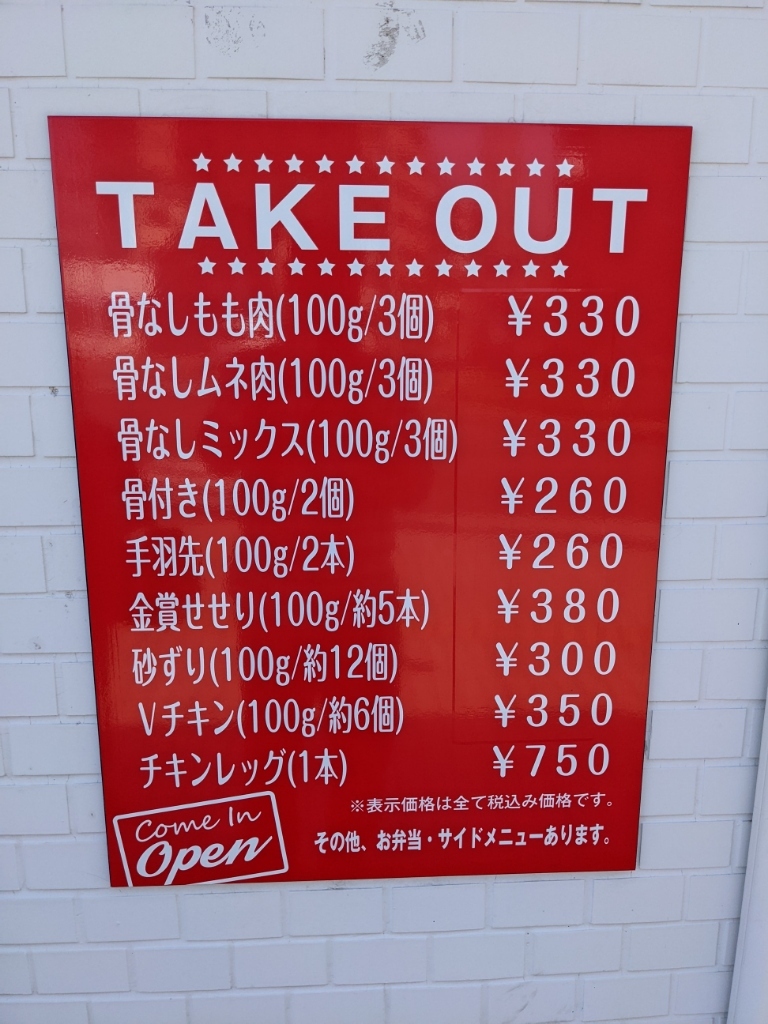 TAKE OUT
骨なしもも肉(100g/3個) ¥330
骨なしムネ肉(100g/3個) ¥330
骨なしミックス(100g/3個) ¥330
骨付き(100g/2個) ¥260
手羽先(100g/2本) ¥260
金賞せせり(100g/約5本) ¥380
砂ずり(100g/約12個) ¥300
Vチキン(100g/約6個) ¥350
チキンレッグ(1本) ¥750
※表示価格は全て税込み価格です。
その他、お弁当・サイドメニューあります。
Come In
Open